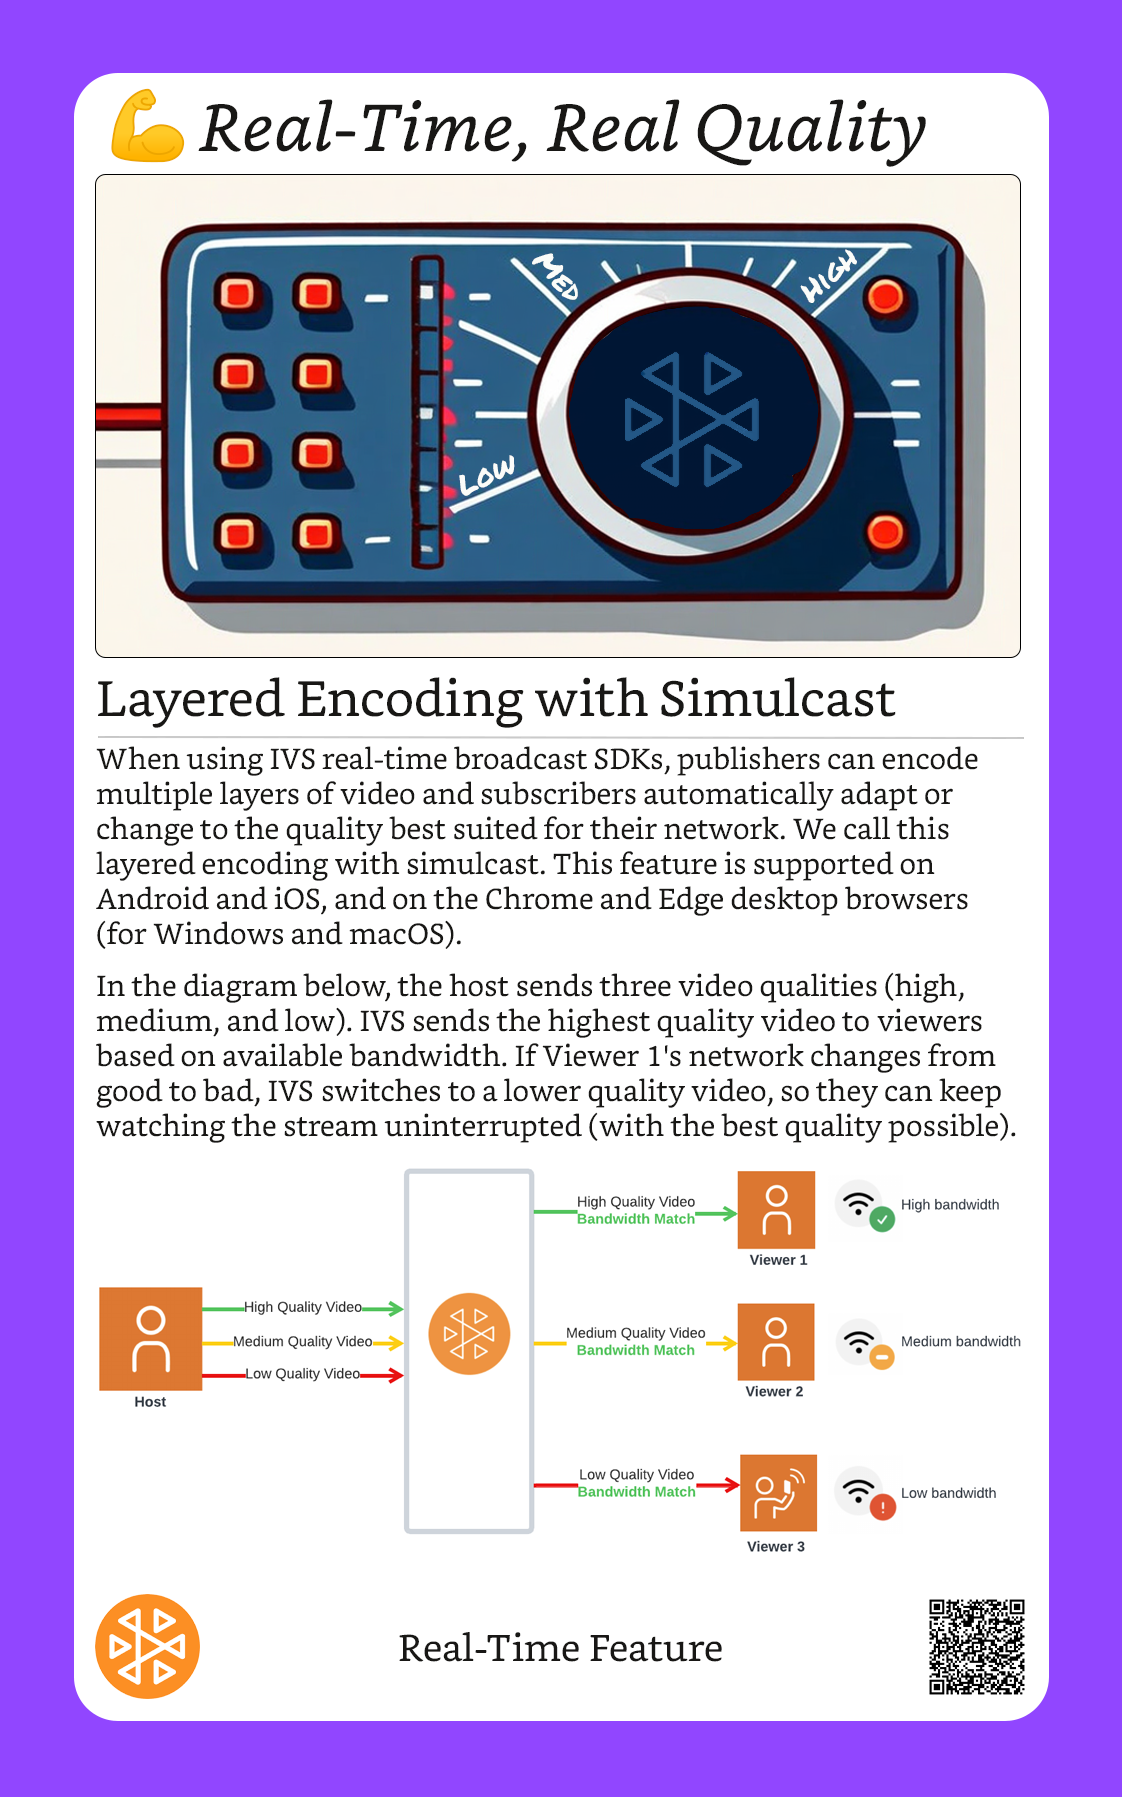 💪 Real-Time, Real Quality
MED
HIGH
LOW
Layered Encoding with Simulcast
When using IVS real-time broadcast SDKs, publishers can encode
multiple layers of video and subscribers automatically adapt or
change to the quality best suited for their network. We call this
layered encoding with simulcast. This feature is supported on
Android and iOS, and on the Chrome and Edge desktop browsers
(for Windows and macOS).
In the diagram below, the host sends three video qualities (high,
medium, and low). IVS sends the highest quality video to viewers
based on available bandwidth. If Viewer 1's network changes from
good to bad, IVS switches to a lower quality video, so they can keep
watching the stream uninterrupted (with the best quality possible).
High Quality Video
Medium Quality Video
Low Quality Video
Host
High Quality Video
Bandwidth Match
Viewer 1
High bandwidth
Medium Quality Video
Bandwidth Match
Viewer 2
Medium bandwidth
Low Quality Video
Bandwidth Match
Viewer 3
Low bandwidth
Real-Time Feature